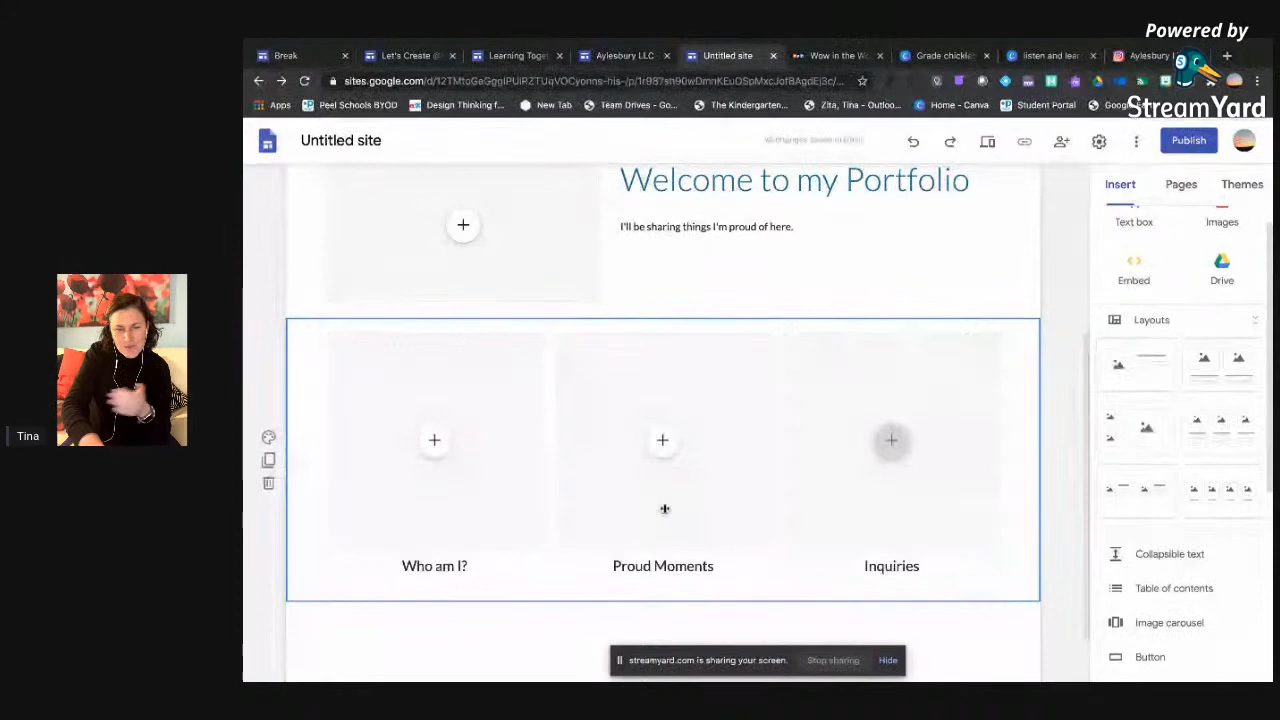 Powered by
StreamYard
Break
Let's Create
Learning Toge
Aylesbury LLC
Untitled site
Wow in the W
Grade chickie
listen and lear
Aylesbury
Apps
Peel Schools BYOD
Design Thinking f...
New Tab
Team Drives - Go...
The Kindergarten...
Zita, Tina - Outloo...
Home - Canva
Student Portal
Untitled site
Publish
Insert
Pages
Themes
Welcome to my Portfolio
I'll be sharing things I'm proud of here.
Text box
Images
Embed
Drive
Layouts
Who am I?
Proud Moments
Inquiries
Collapsible text
Table of contents
Image carousel
Button
Tina
streamyard.com is sharing your screen.
Stop sharing
Hide